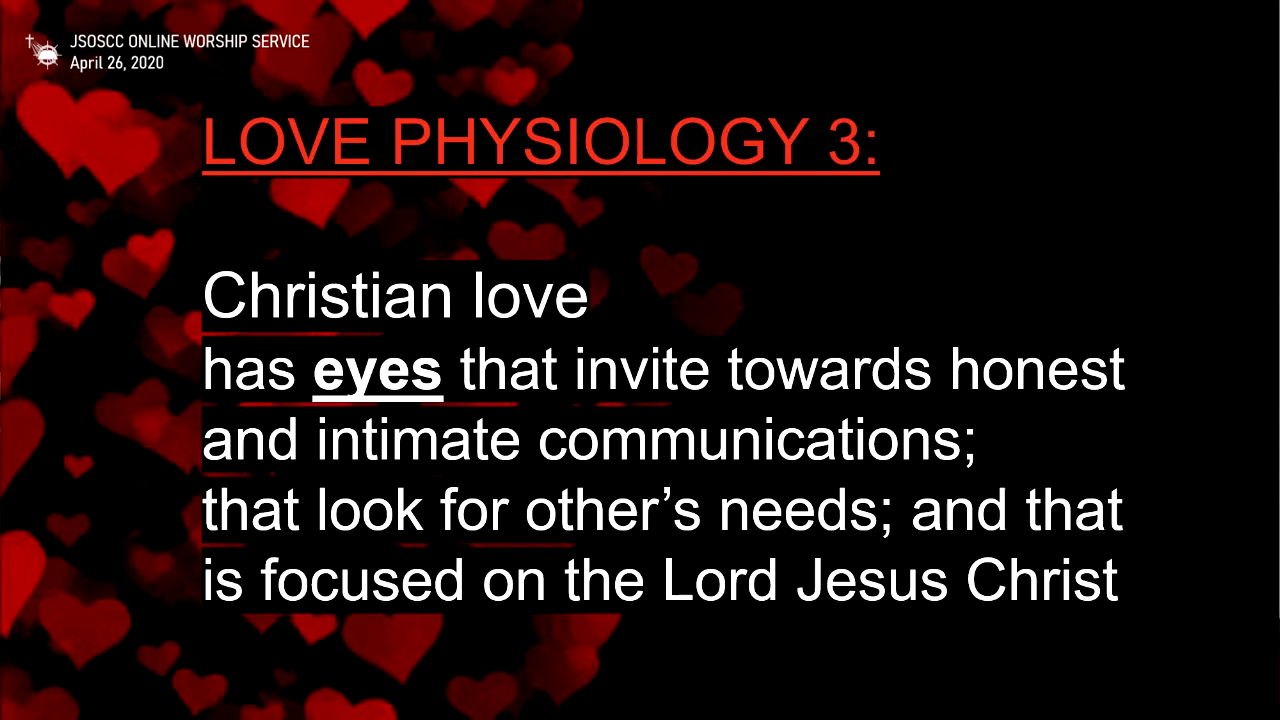 JSOSCC ONLINE WORSHIP SERVICE
April 26, 2020
LOVE PHYSIOLOGY 3:
Christian love
has eyes that invite towards honest
and intimate communications;
that look for other’s needs; and that
is focused on the Lord Jesus Christ